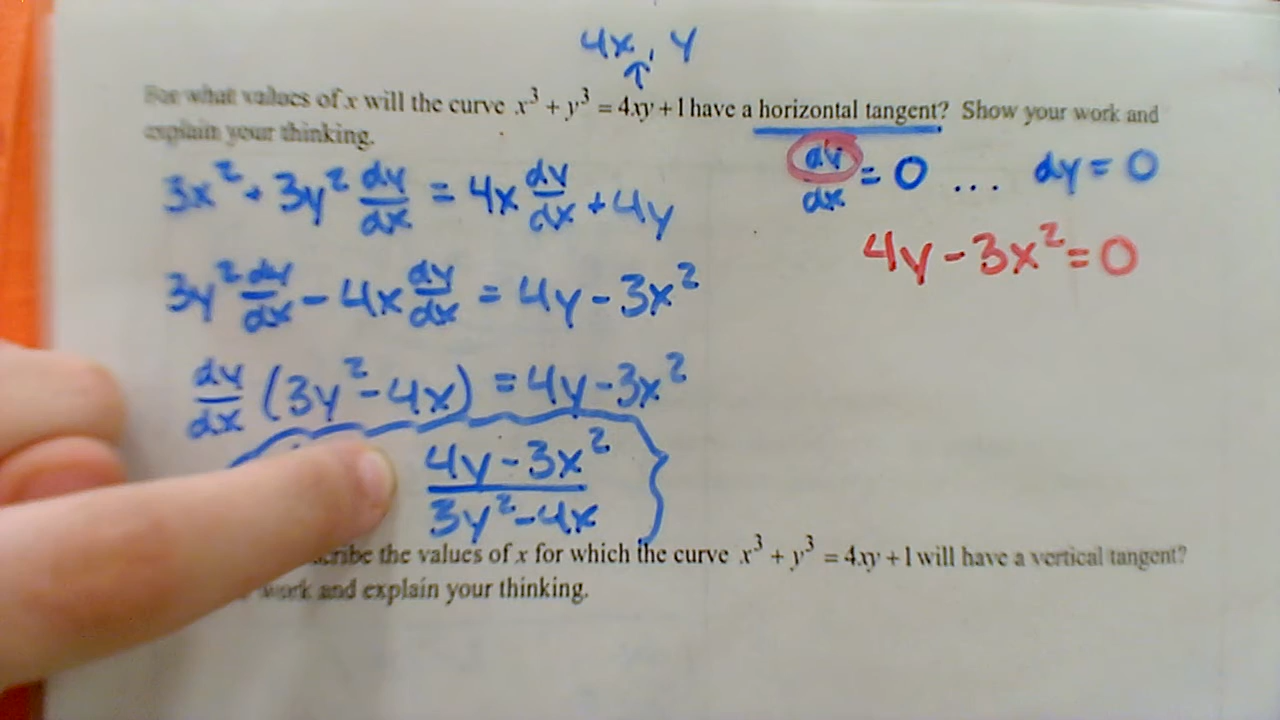 4x, y
↑
For what values of x will the curve x³ + y³ = 4xy + 1 have a horizontal tangent? Show your work and
explain your thinking.
dy/dx = 0 ... dy = 0
3x² + 3y² dy/dx = 4x dy/dx + 4y
4y - 3x² = 0
3y² dy/dx - 4x dy/dx = 4y - 3x²
dy/dx (3y² - 4x) = 4y - 3x²
4y - 3x²
3y² - 4x
the values of x for which the curve x³ + y³ = 4xy + 1 will have a vertical tangent?
work and explain your thinking.